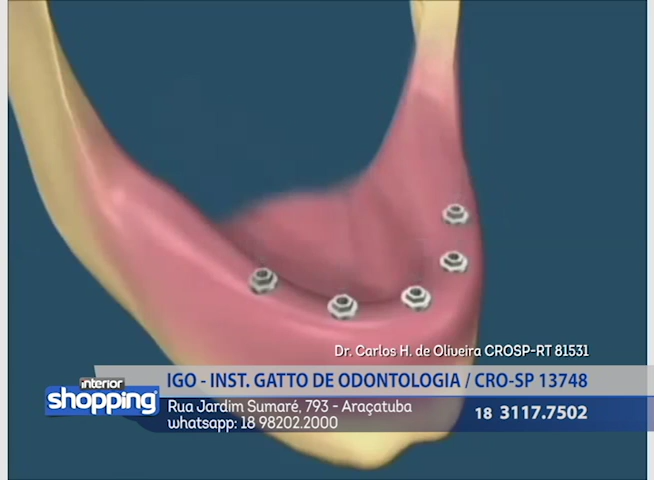 Dr. Carlos H. de Oliveira CROSP-RT 81531
IGO - INST. GATTO DE ODONTOLOGIA / CRO-SP 13748
interior
shopping
Rua Jardim Sumaré, 793 - Araçatuba
18 3117.7502
whatsapp: 18 98202.2000